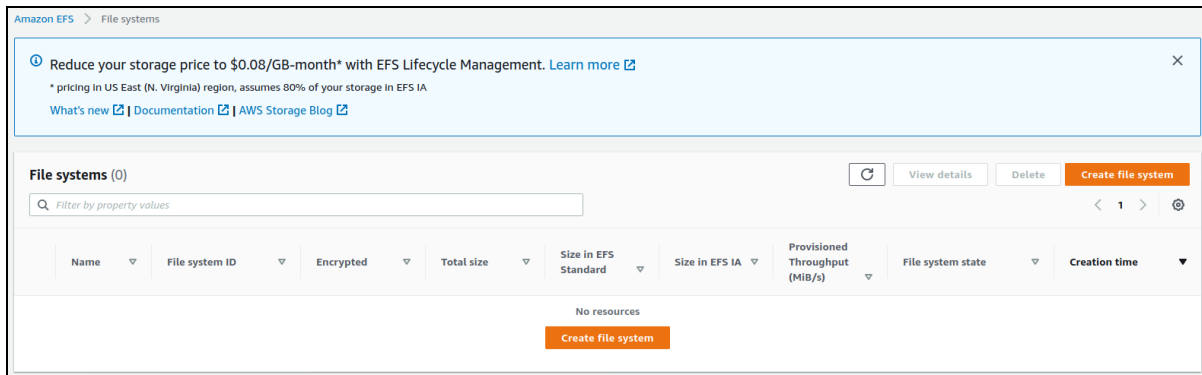 Amazon EFS > File systems
Reduce your storage price to $0.08/GB-month* with EFS Lifecycle Management. Learn more
* pricing in US East (N. Virginia) region, assumes 80% of your storage in EFS IA
What's new | Documentation | AWS Storage Blog
File systems (0) View details Delete Create file system
Filter by property values < 1 >
Name File system ID Encrypted Total size Size in EFS Standard Size in EFS IA Provisioned Throughput (MiB/s) File system state Creation time
No resources
Create file system